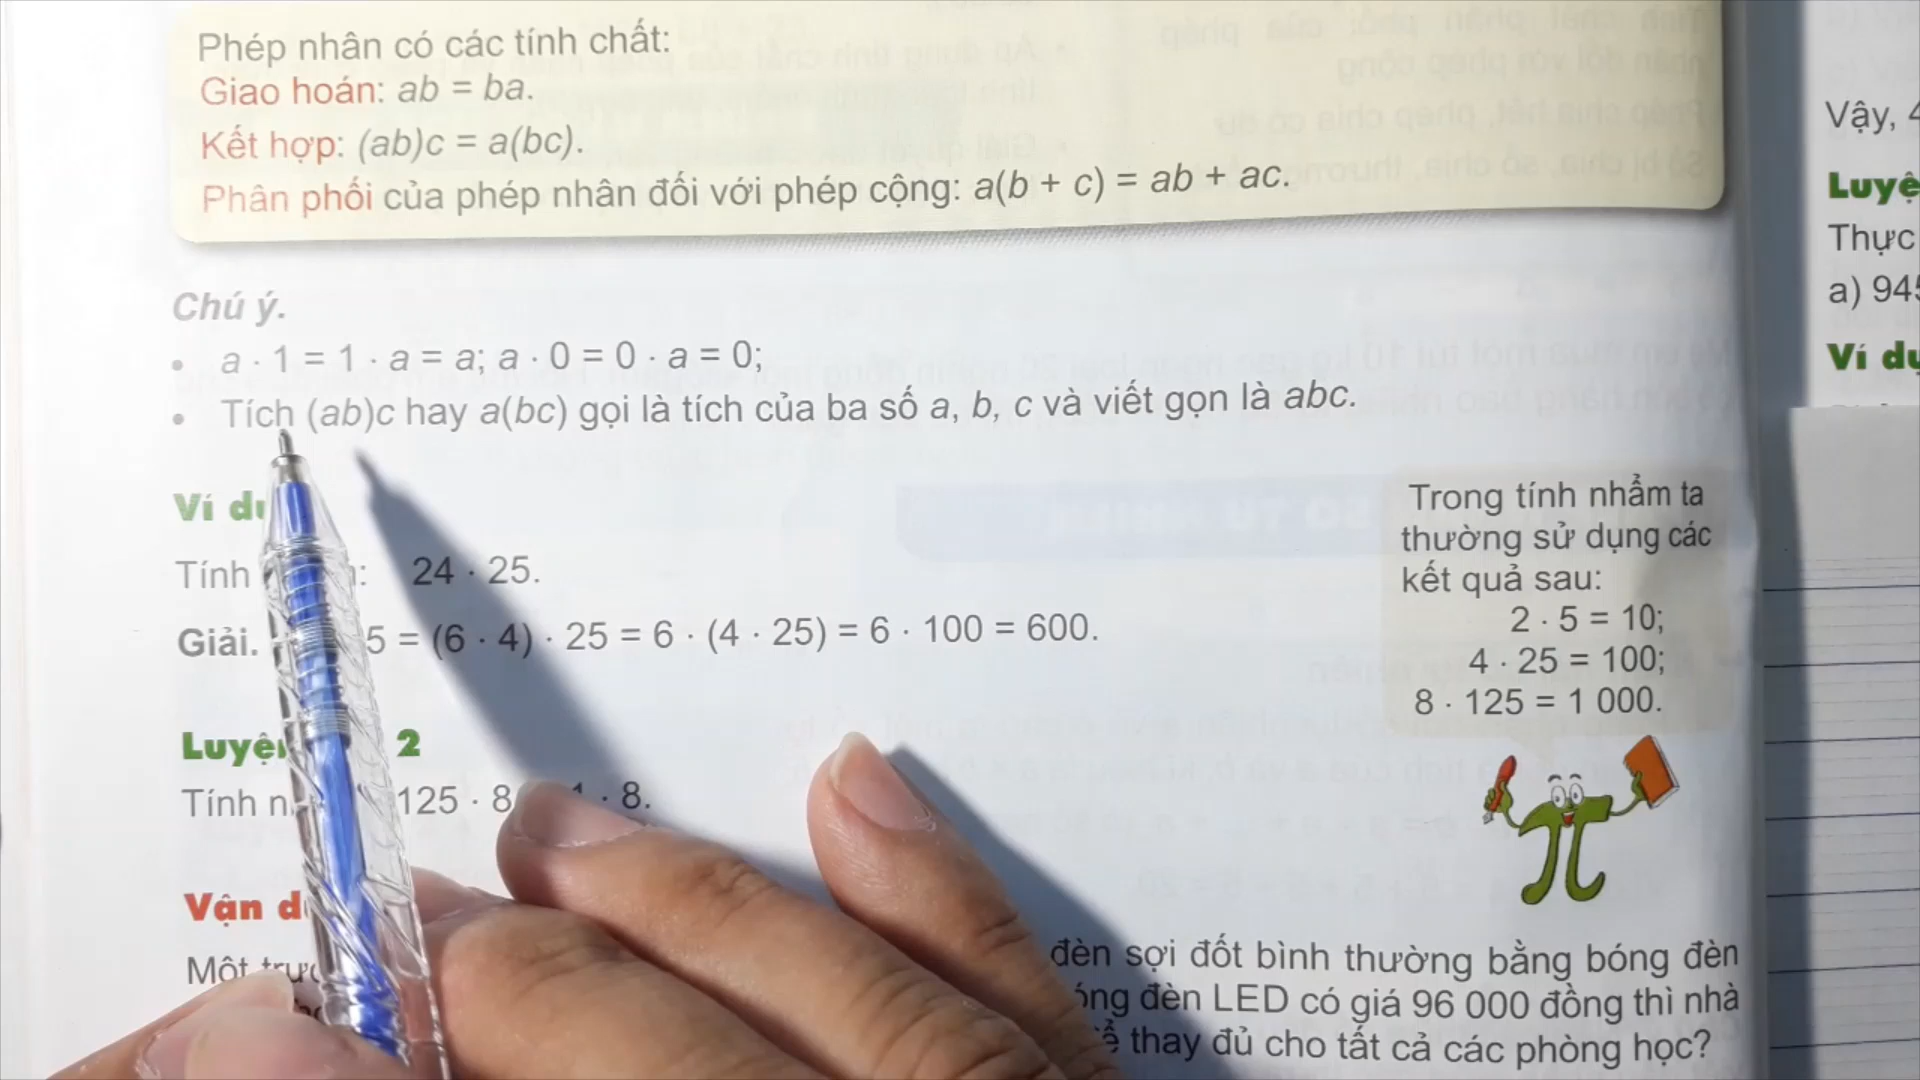 Phép nhân có các tính chất:
Giao hoán: ab = ba.
Kết hợp: (ab)c = a(bc).
Phân phối của phép nhân đối với phép cộng: a(b + c) = ab + ac.
Chú ý.
• a · 1 = 1 · a = a; a · 0 = 0 · a = 0;
• Tích (ab)c hay a(bc) gọi là tích của ba số a, b, c và viết gọn là abc.
Ví
Tính 24 · 25.
Giải. 5 = (6 · 4) · 25 = 6 · (4 · 25) = 6 · 100 = 600.
Trong tính nhẩm ta
thường sử dụng các
kết quả sau:
2 · 5 = 10;
4 · 25 = 100;
8 · 125 = 1 000.
2
Tính 125 · 8 · 8.
Vận
Một
đèn sợi đốt bình thường bằng bóng đèn
đèn LED có giá 96 000 đồng thì nhà
thay đủ cho tất cả các phòng học?
Vậy,
Thực
a) 945
Ví